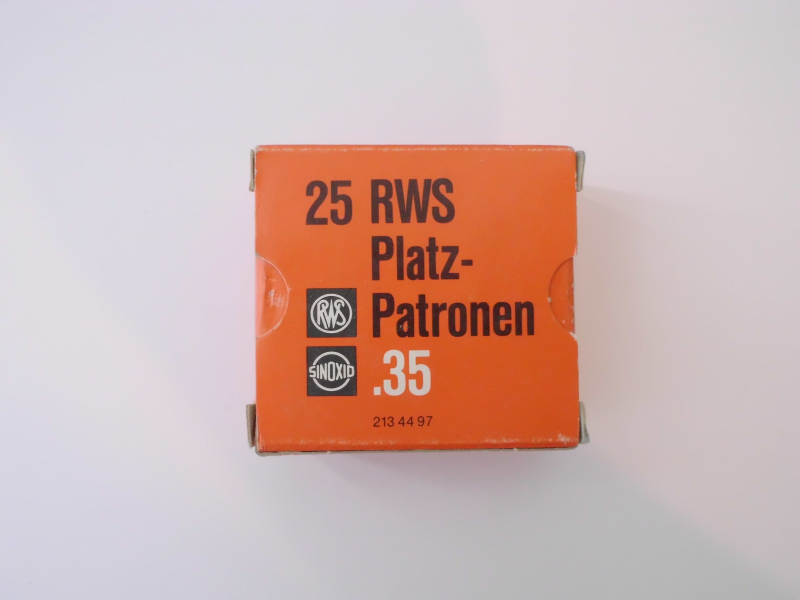 25 RWS
Platz-
RWS
Patronen
SINOXID
.35
213 44 97